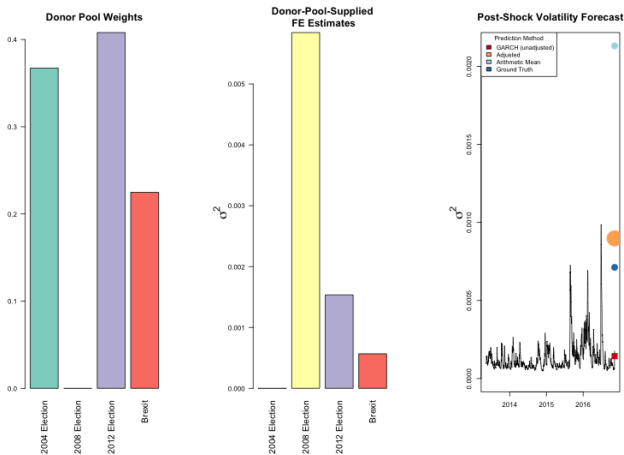 Donor Pool Weights
0.0
0.1
0.2
0.3
0.4
2004 Election
2008 Election
2012 Election
Brexit
Donor-Pool-Supplied
FE Estimates
σ²
0.000
0.001
0.002
0.003
0.004
0.005
2004 Election
2008 Election
2012 Election
Brexit
Post-Shock Volatility Forecast
Prediction Method
GARCH (unadjusted)
Adjusted
Arithmetic Mean
Ground Truth
σ²
0.0000
0.0005
0.0010
0.0015
0.0020
2014
2015
2016